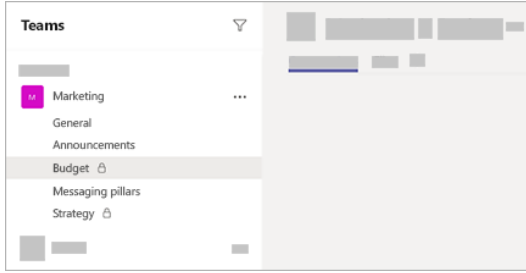 Teams
M Marketing ...
General
Announcements
Budget
Messaging pillars
Strategy